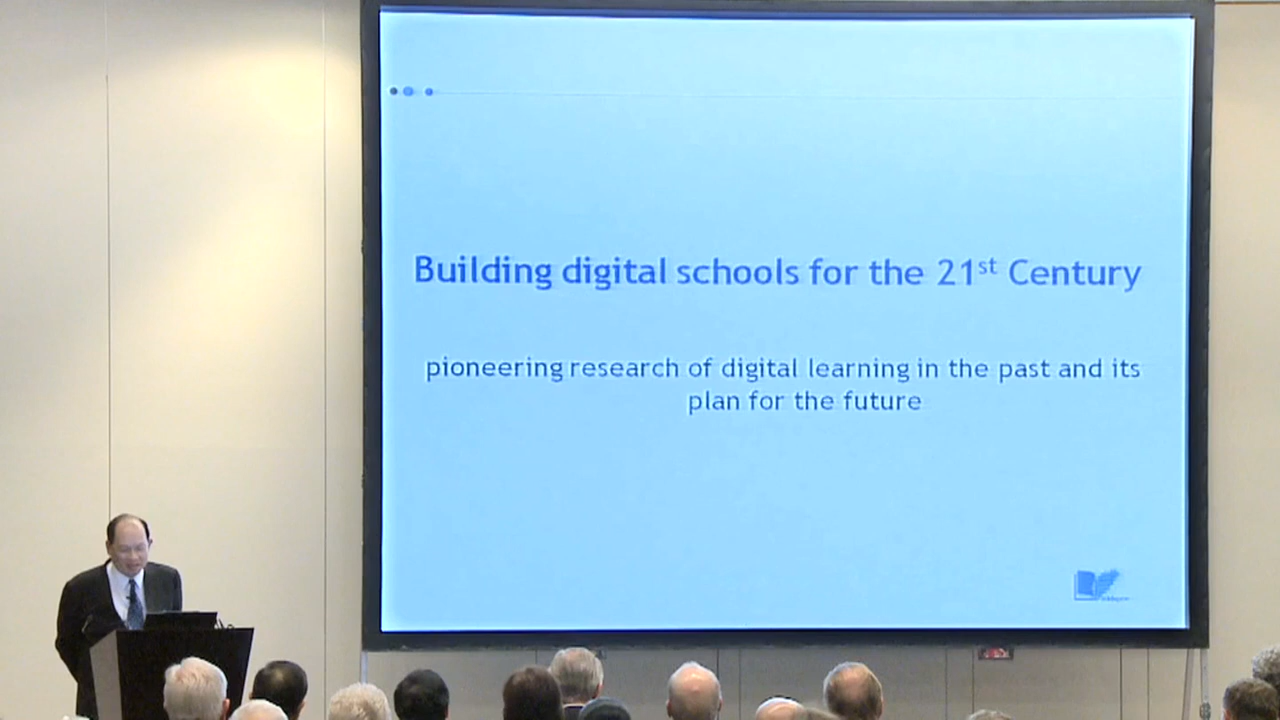 Building digital schools for the 21st Century
pioneering research of digital learning in the past and its
plan for the future